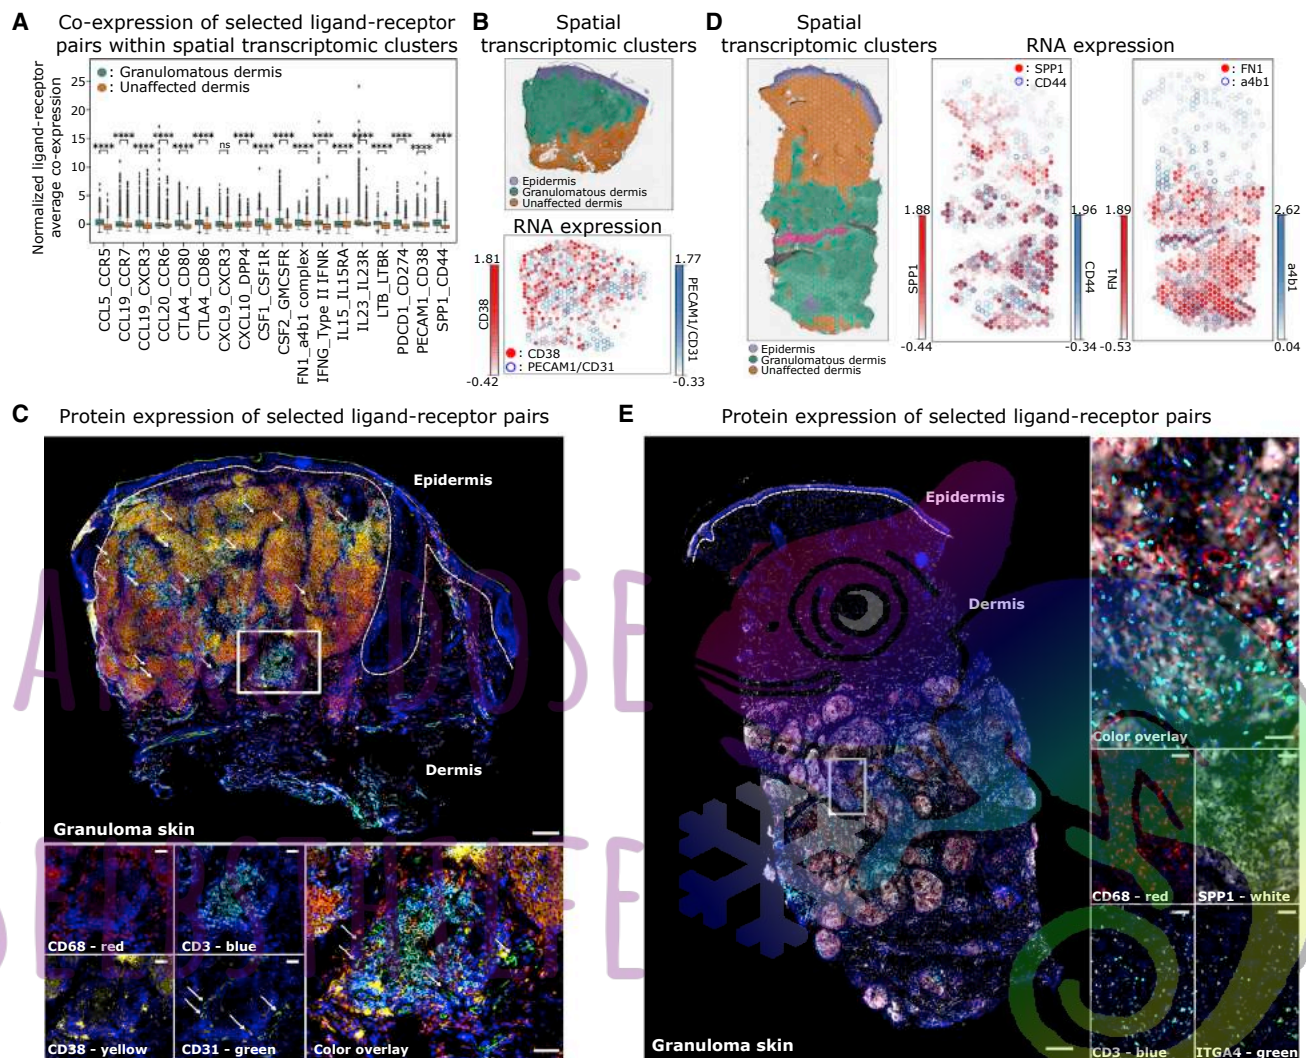 A
Co-expression of selected ligand-receptor
pairs within spatial transcriptomic clusters
: Granulomatous dermis
: Unaffected dermis
Normalized ligand-receptor
average co-expression
25
20
15
10
5
0
**** **** **** **** **** **** ns **** **** **** **** **** **** **** **** **** **** ****
CCL5_CCR5
CCL19_CCR7
CCL19_CXCR3
CCL20_CCR6
CTLA4_CD80
CTLA4_CD86
CXCL9_CXCR3
CXCL10_DPP4
CSF1_CSF1R
CSF2_GMCSFR
FN1_a4b1 complex
IFNG_Type II IFNR
IL15_IL15RA
IL23_IL23R
LTB_LTBR
PDCD1_CD274
PECAM1_CD38
SPP1_CD44
B
Spatial
transcriptomic clusters
Epidermis
Granulomatous dermis
Unaffected dermis
RNA expression
1.81
CD38
-0.42
1.77
PECAM1/CD31
-0.33
: CD38
: PECAM1/CD31
D
Spatial
transcriptomic clusters
Epidermis
Granulomatous dermis
Unaffected dermis
RNA expression
: SPP1
: CD44
1.88
SPP1
-0.44
1.96
CD44
-0.34
: FN1
: a4b1
1.89
FN1
-0.53
2.62
a4b1
0.04
C
Protein expression of selected ligand-receptor pairs
Epidermis
Dermis
Granuloma skin
CD68 - red
CD3 - blue
CD38 - yellow
CD31 - green
Color overlay
E
Protein expression of selected ligand-receptor pairs
Epidermis
Dermis
Granuloma skin
Color overlay
CD68 - red
SPP1 - white
CD3 - blue
ITGA4 - green